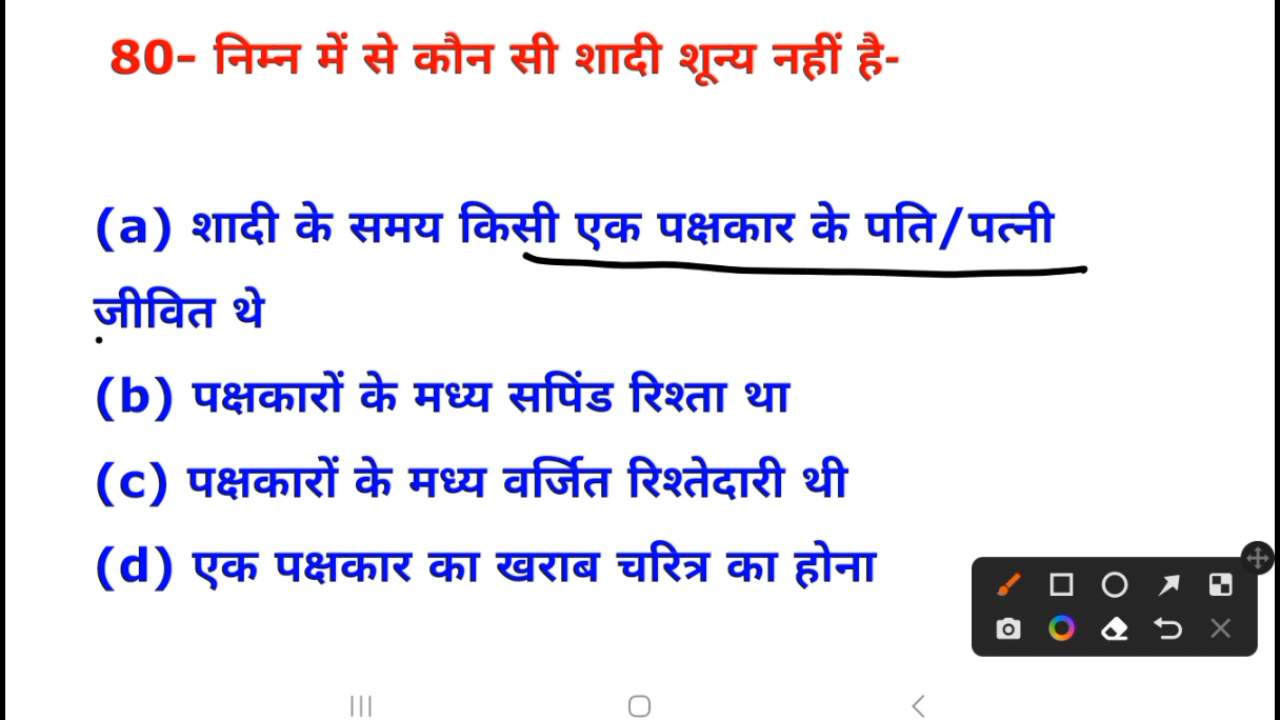 80- निम्न में से कौन सी शादी शून्य नहीं है-
(a) शादी के समय किसी एक पक्षकार के पति/पत्नी
जीवित थे
(b) पक्षकारों के मध्य सपिंड रिश्ता था
(c) पक्षकारों के मध्य वर्जित रिश्तेदारी थी
(d) एक पक्षकार का खराब चरित्र का होना